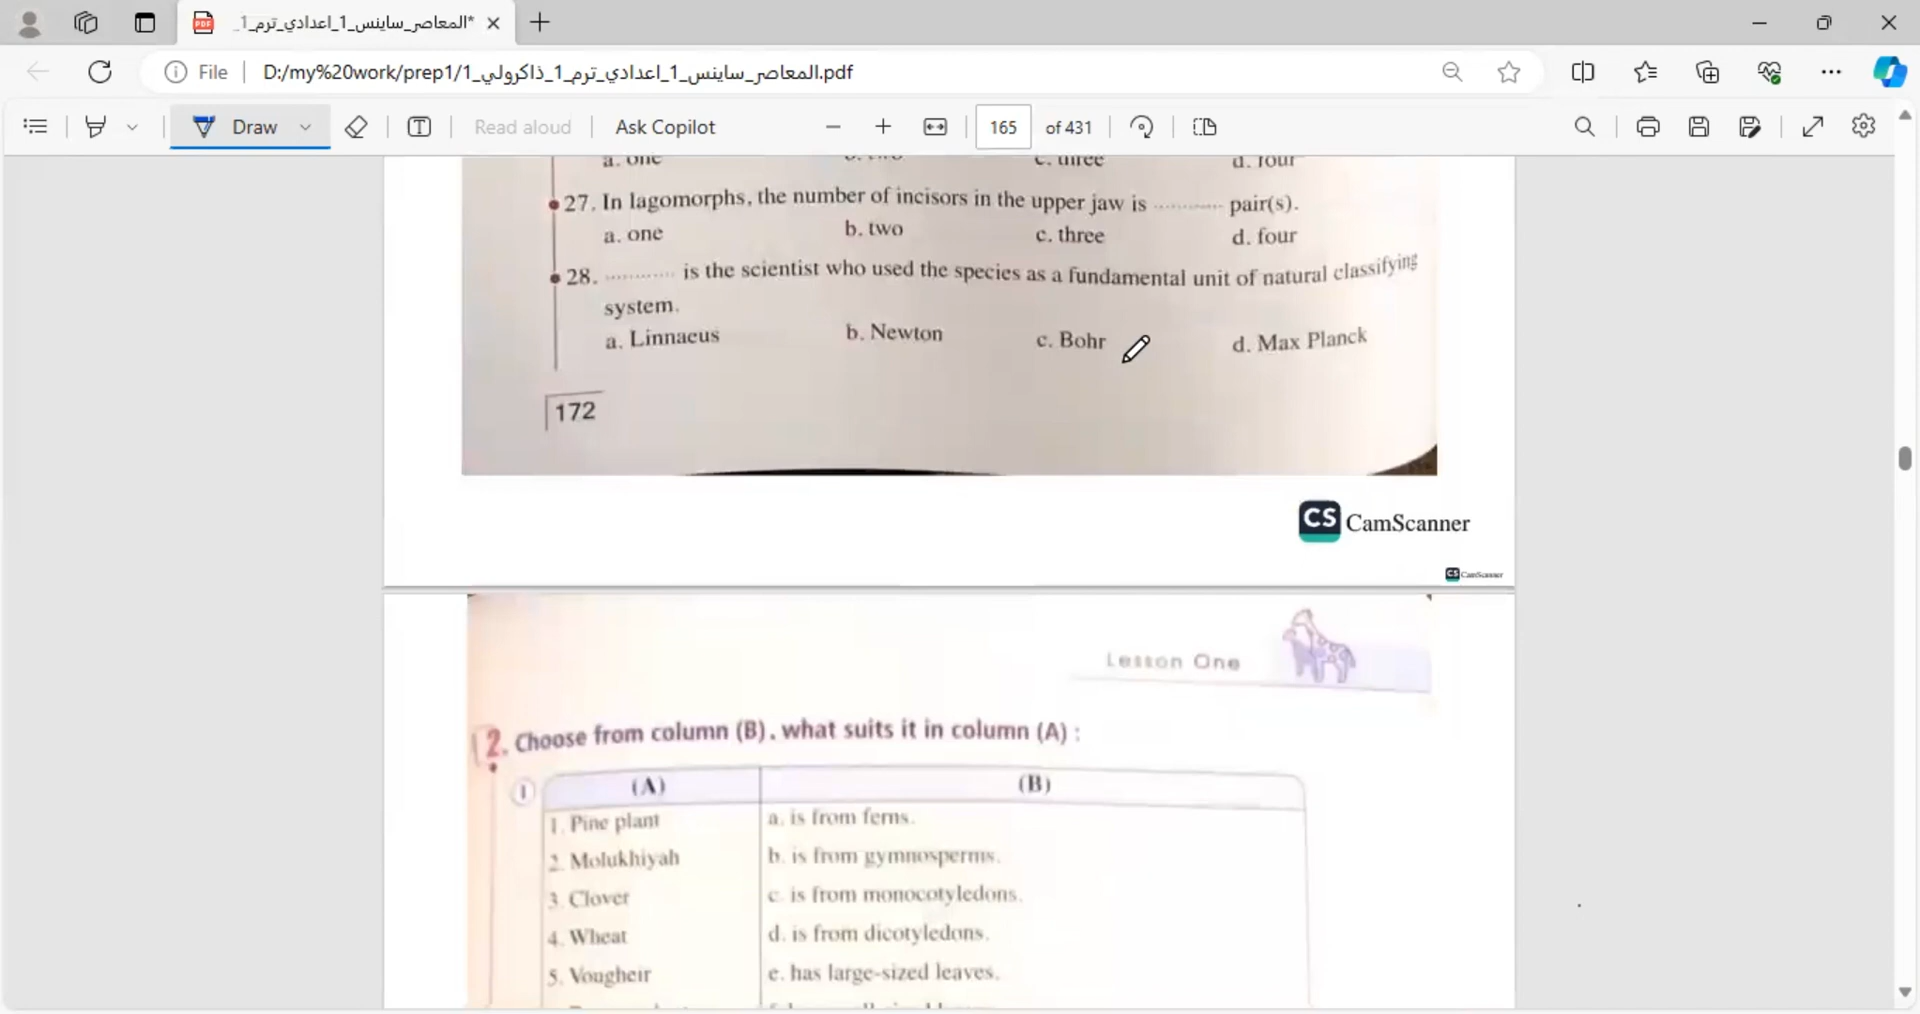 *المعاصر_ساينس_1_اعدادي_ترم_1_
File
D:/my%20work/prep1/المعاصر_ساينس_1_اعدادي_ترم_1_ذاكرولي_1.pdf
Draw
Read aloud
Ask Copilot
165
of 431
a. one b. two c. three d. four
27. In lagomorphs, the number of incisors in the upper jaw is ............ pair(s).
a. one b. two c. three d. four
28. ............ is the scientist who used the species as a fundamental unit of natural classifying
system.
a. Linnaeus b. Newton c. Bohr d. Max Planck
172
CS CamScanner
CS CamScanner
Lesson One
2. Choose from column (B), what suits it in column (A) :
1 (A) (B)
1. Pine plant a. is from ferns.
2. Molukhiyah b. is from gymnosperms.
3. Clover c. is from monocotyledons.
4. Wheat d. is from dicotyledons.
5. Vougheir e. has large-sized leaves.